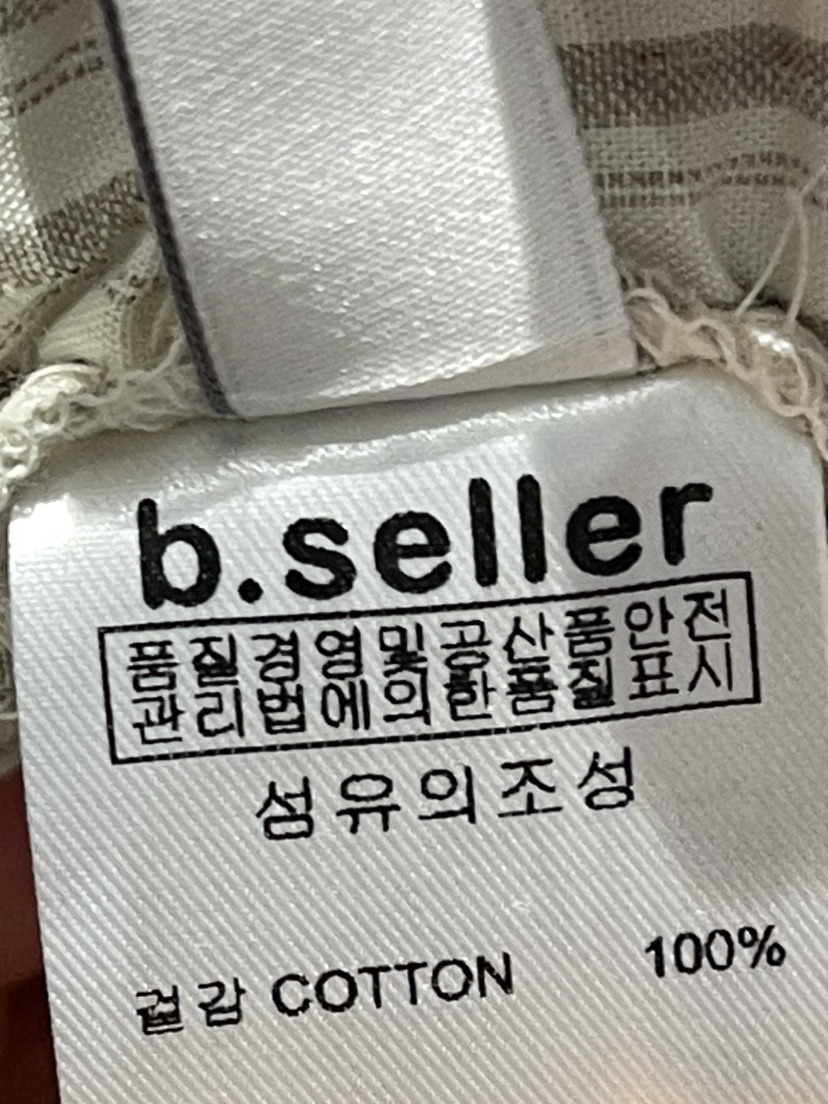 b.seller
품질경영및공산품안전
관리법에의한품질표시
섬유의조성
겉감 COTTON 100%